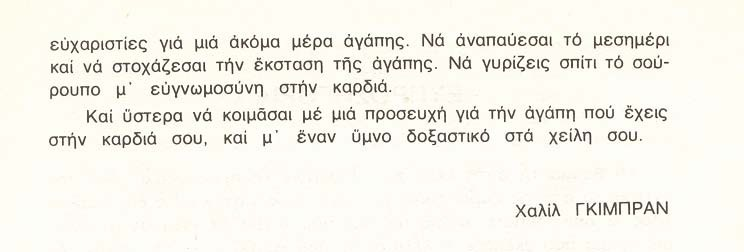 εὐχαριστίες γιά μιά ἀκόμα μέρα ἀγάπης. Νά ἀναπαύεσαι τό μεσημέρι
καί νά στοχάζεσαι τήν ἔκσταση τῆς ἀγάπης. Νά γυρίζεις σπίτι τό σού-
ρουπο μ᾿ εὐγνωμοσύνη στήν καρδιά.
Καί ὕστερα νά κοιμᾶσαι μέ μιά προσευχή γιά τήν ἀγάπη πού ἔχεις
στήν καρδιά σου, καί μ᾿ ἕναν ὕμνο δοξαστικό στά χείλη σου.
Χαλίλ ΓΚΙΜΠΡΑΝ